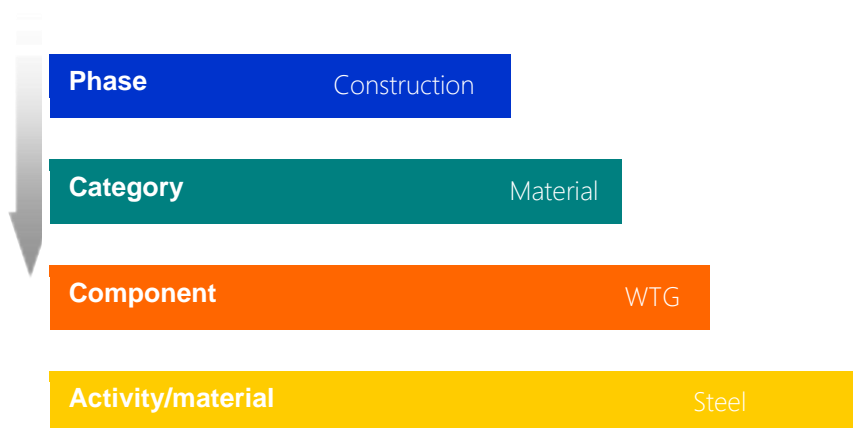 Phase Construction
Category Material
Component WTG
Activity/material Steel